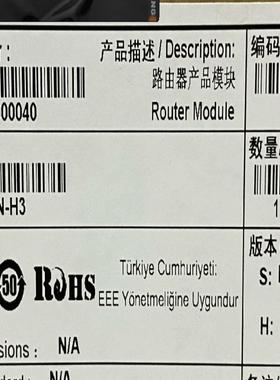 产品描述 / Description:
编码
路由器产品模块
00040
Router Module
数量
N-H3
1
版本
50
RoHS
Türkiye Cumhuriyeti:
EEE Yönetmeliğine Uygundur
S:
H:
sions : N/A
N/A